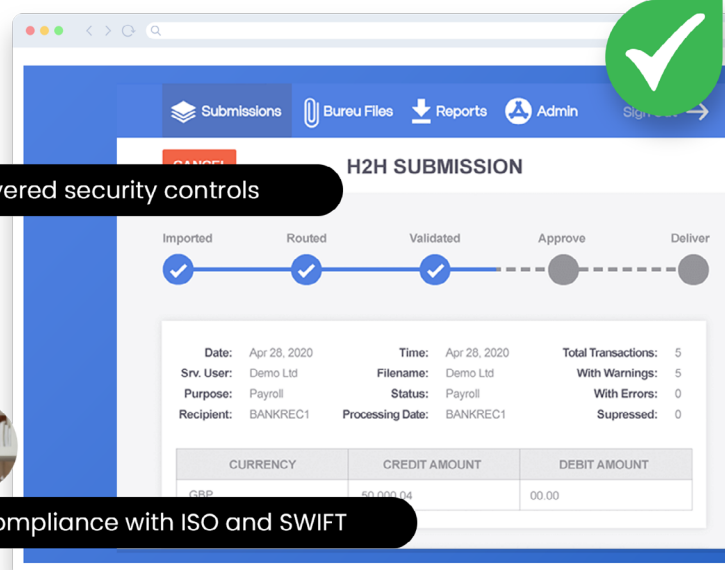 Submissions Bureu Files Reports Admin Sign Out
CANCEL
H2H SUBMISSION
vered security controls
Imported Routed Validated Approve Deliver
Date: Apr 28, 2020 Time: Apr 28, 2020 Total Transactions: 5
Srv. User: Demo Ltd Filename: Demo Ltd With Warnings: 5
Purpose: Payroll Status: Payroll With Errors: 0
Recipient: BANKREC1 Processing Date: BANKREC1 Supressed: 0
CURRENCY CREDIT AMOUNT DEBIT AMOUNT
GBP 50,000.04 00.00
ompliance with ISO and SWIFT